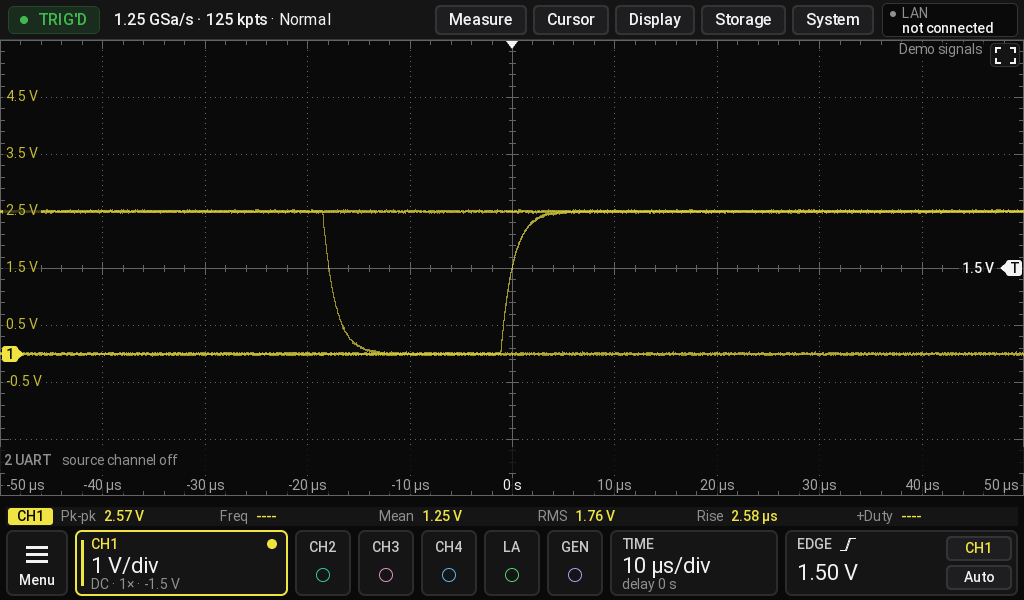 TRIG'D 1.25 GSa/s · 125 kpts · Normal Measure Cursor Display Storage System LAN
not connected
Demo signals
4.5 V
3.5 V
2.5 V
1.5 V 1.5 V T
0.5 V
1
-0.5 V
2 UART source channel off
-50 µs -40 µs -30 µs -20 µs -10 µs 0 s 10 µs 20 µs 30 µs 40 µs 50 µs
CH1 Pk-pk 2.57 V Freq ---- Mean 1.25 V RMS 1.76 V Rise 2.58 µs +Duty ----
Menu
CH1
1 V/div
DC · 1× · -1.5 V
CH2 CH3 CH4 LA GEN
TIME
10 µs/div
delay 0 s
EDGE
1.50 V
CH1
Auto